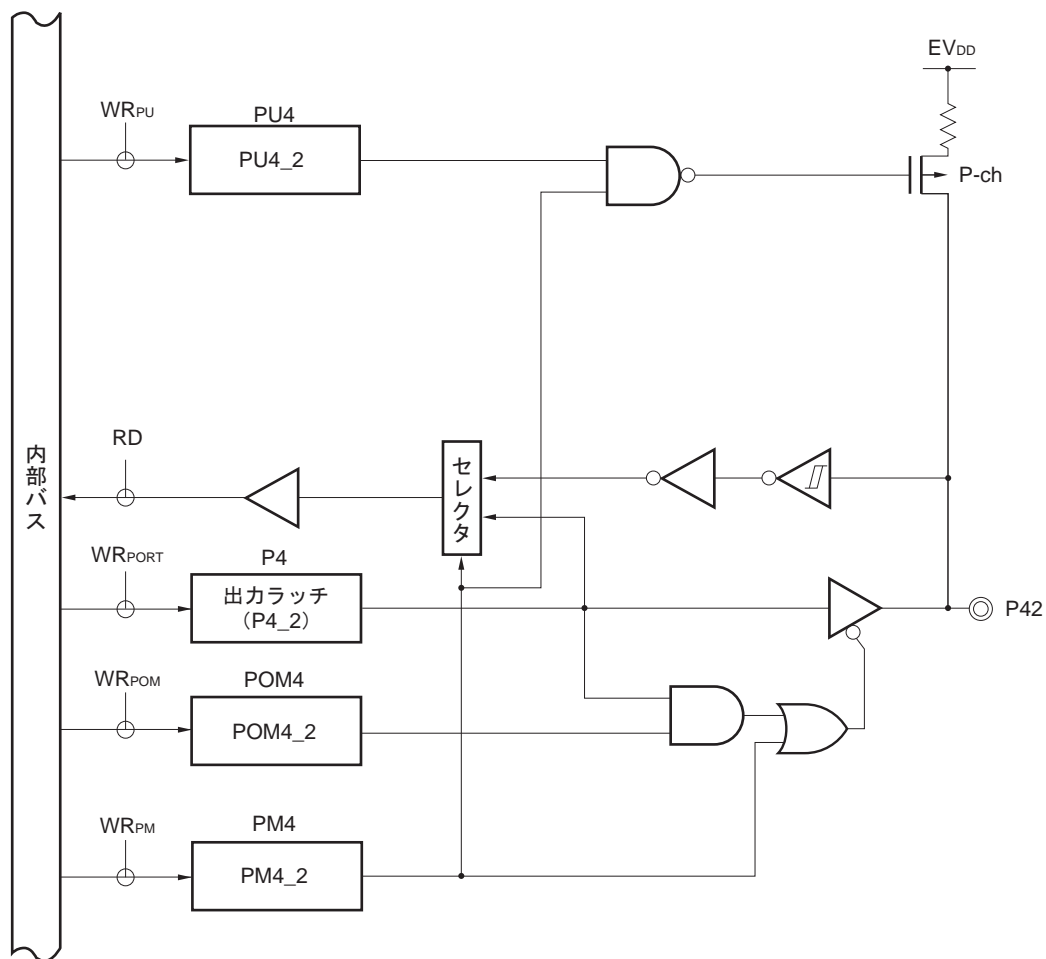 EVDD
WRPU
PU4
PU4_2
P-ch
内部バス
RD
セレクタ
WRPORT
P4
出力ラッチ
（P4_2）
P42
WRPOM
POM4
POM4_2
WRPM
PM4
PM4_2